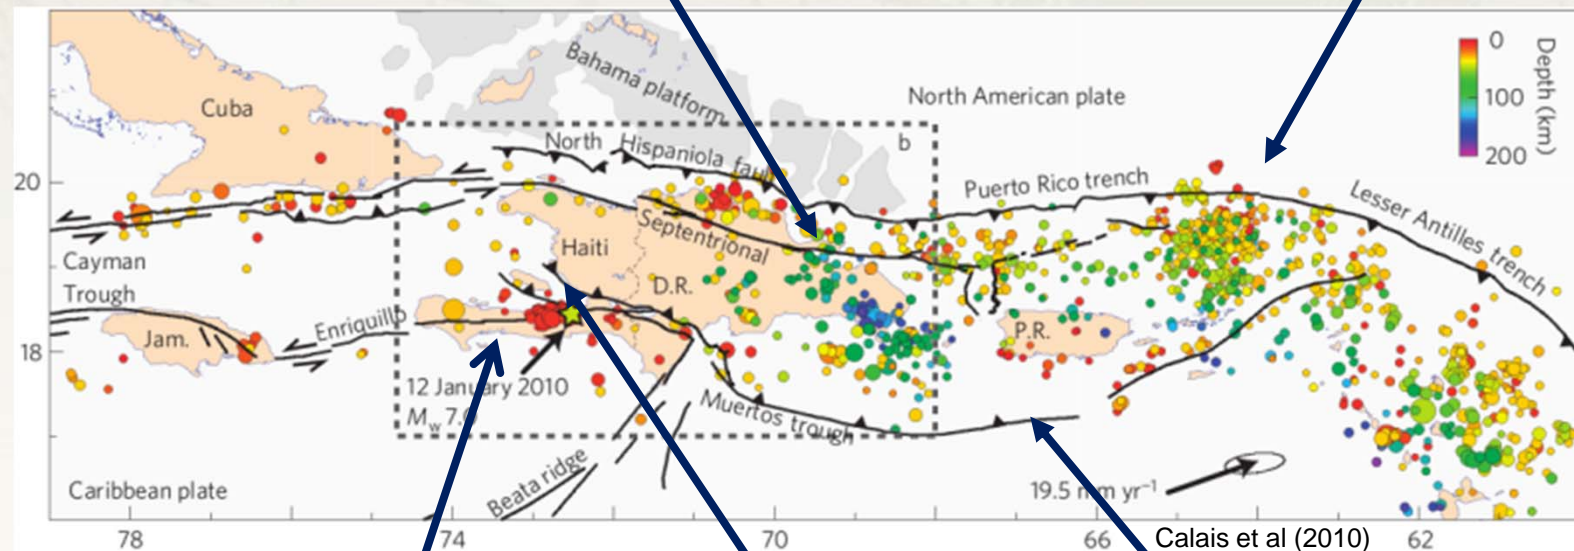 Bahama platform
Cuba
North American plate
0
100
200
Depth (km)
North Hispaniola fault
b
20
Puerto Rico trench
Lesser Antilles trench
Septentrional
Haiti
Cayman
Trough
D.R.
Jam.
Enriquillo
P.R.
18
12 January 2010
Mw 7.0
Muertos trough
Beata ridge
Caribbean plate
19.5 mm yr⁻¹
78
74
70
66
62
Calais et al (2010)